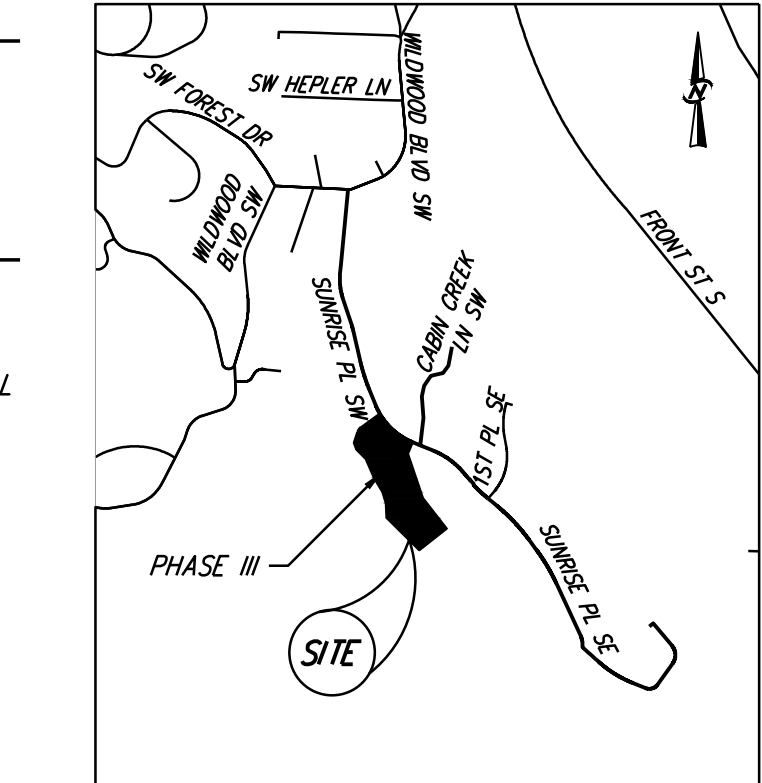 SW FOREST DR
SW HEPLER LN
WILDWOOD BLVD SW
N
WILDWOOD
BLVD SW
FRONT ST S
SUNRISE PL SW
CABIN CREEK
LN SW
L
1ST PL SE
SUNRISE PL SE
PHASE III
SITE